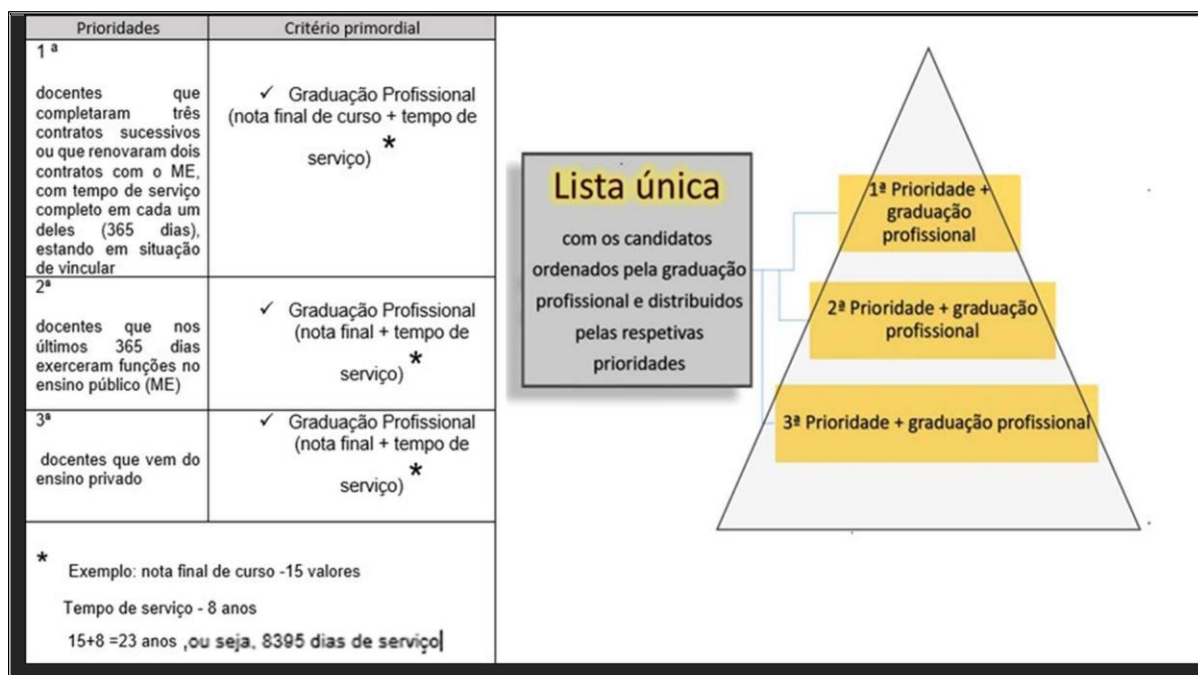 Prioridades
Critério primordial
1 ª
docentes que
completaram três
contratos sucessivos
ou que renovaram dois
contratos com o ME,
com tempo de serviço
completo em cada um
deles (365 dias),
estando em situação
de vincular
✓ Graduação Profissional
(nota final de curso + tempo de
serviço) *
2ª
docentes que nos
últimos 365 dias
exerceram funções no
ensino público (ME)
✓ Graduação Profissional
(nota final + tempo de
serviço) *
3ª
docentes que vem do
ensino privado
✓ Graduação Profissional
(nota final + tempo de
serviço) *
* Exemplo: nota final de curso -15 valores
Tempo de serviço - 8 anos
15+8 =23 anos ,ou seja, 8395 dias de serviço
Lista única
com os candidatos
ordenados pela graduação
profissional e distribuidos
pelas respetivas
prioridades
1ª Prioridade +
graduação
profissional
2ª Prioridade + graduação
profissional
3ª Prioridade + graduação profissional